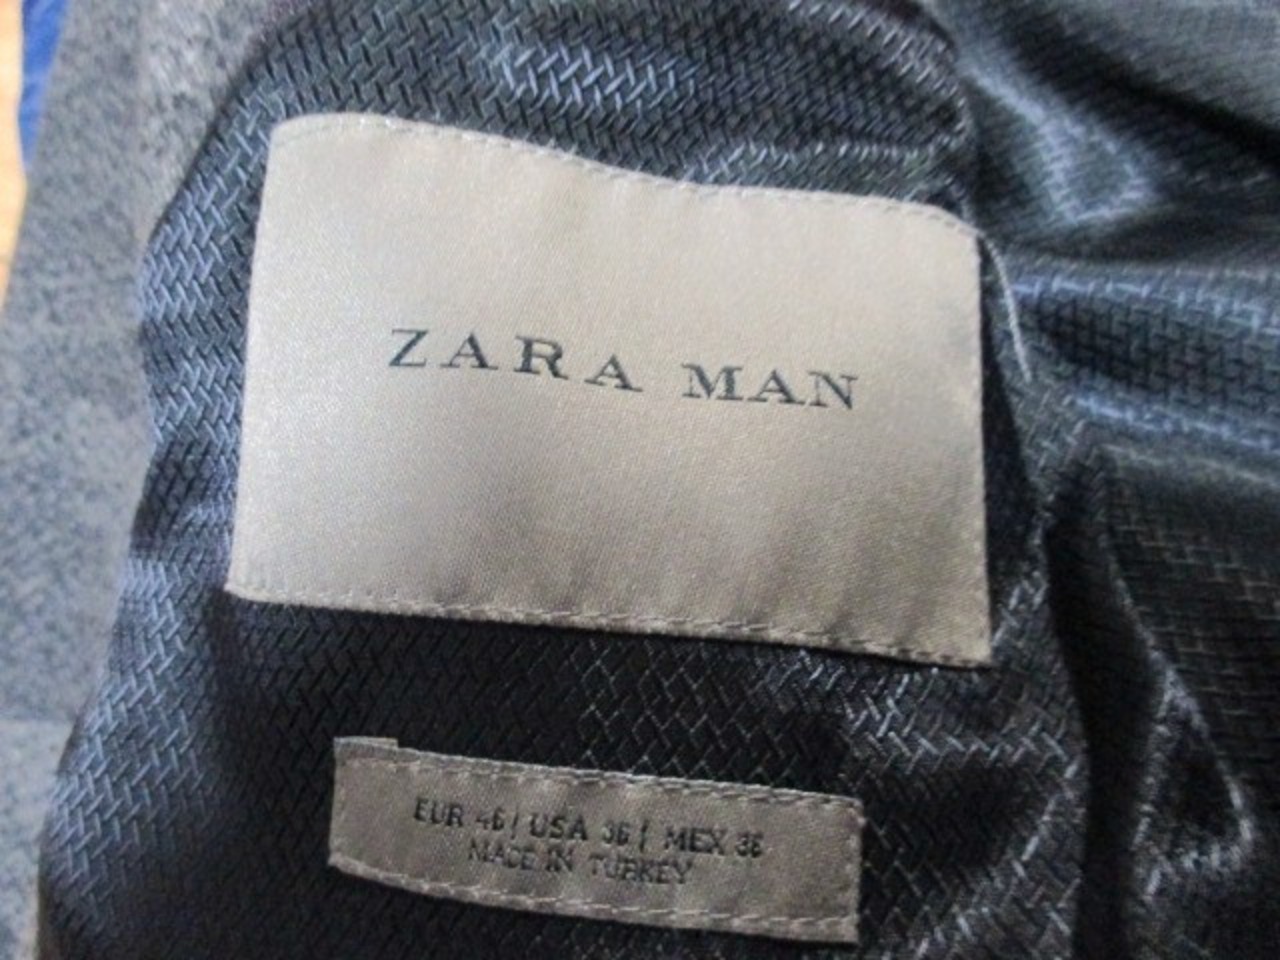 ZARA MAN
EUR 46 | USA 36 | MEX 36
MADE IN TURKEY